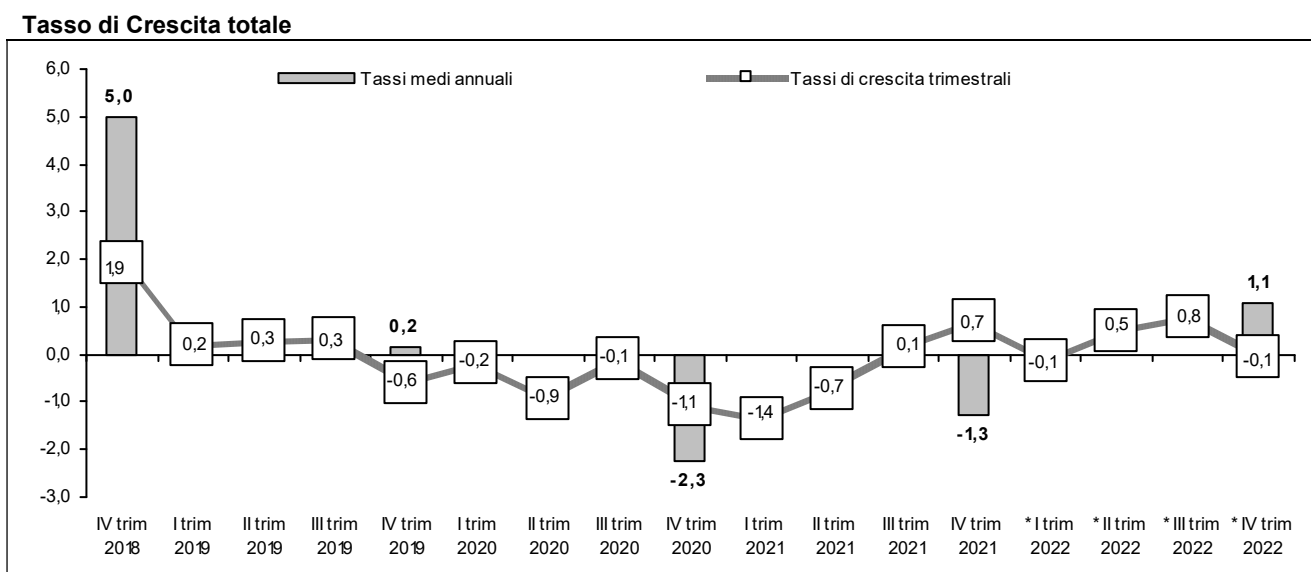 Tasso di Crescita totale
6,0
5,0
4,0
3,0
2,0
1,0
0,0
-1,0
-2,0
-3,0
Tassi medi annuali
Tassi di crescita trimestrali
5,0
0,2
-2,3
-1,3
1,1
1,9
0,2
0,3
0,3
-0,6
-0,2
-0,9
-0,1
-1,1
-1,4
-0,7
0,1
0,7
-0,1
0,5
0,8
-0,1
IV trim 2018
I trim 2019
II trim 2019
III trim 2019
IV trim 2019
I trim 2020
II trim 2020
III trim 2020
IV trim 2020
I trim 2021
II trim 2021
III trim 2021
IV trim 2021
* I trim 2022
* II trim 2022
* III trim 2022
* IV trim 2022